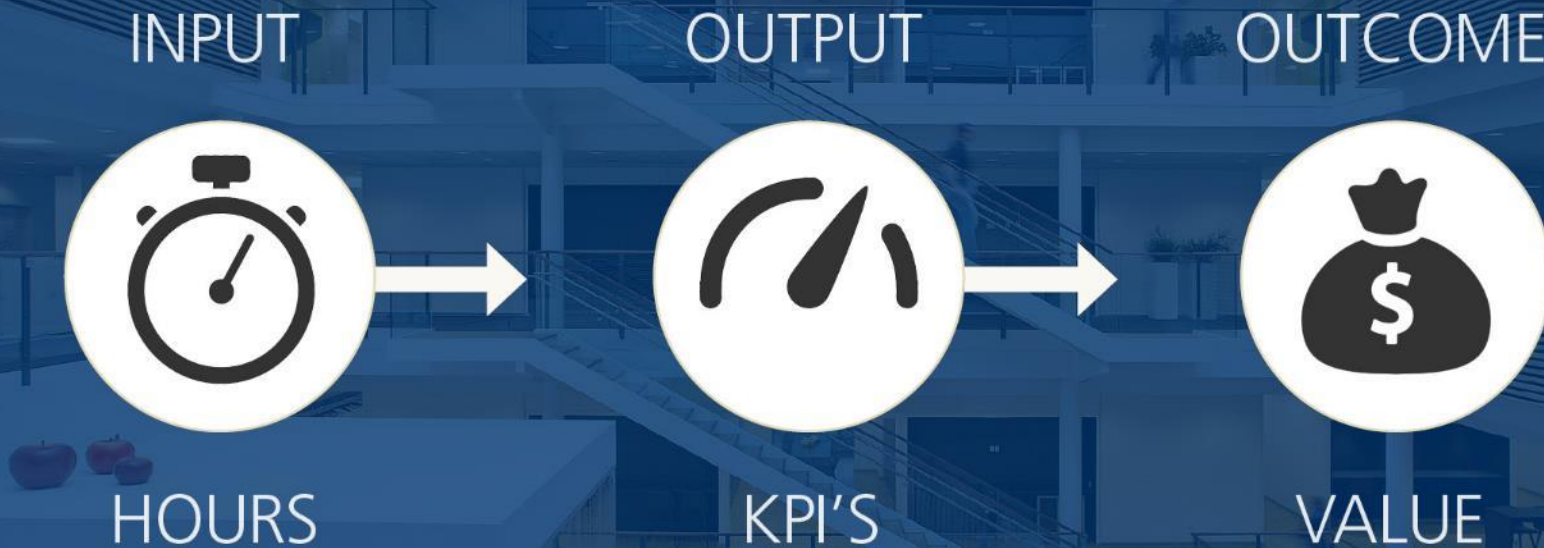 INPUT
OUTPUT
OUTCOME
$
HOURS
KPI'S
VALUE